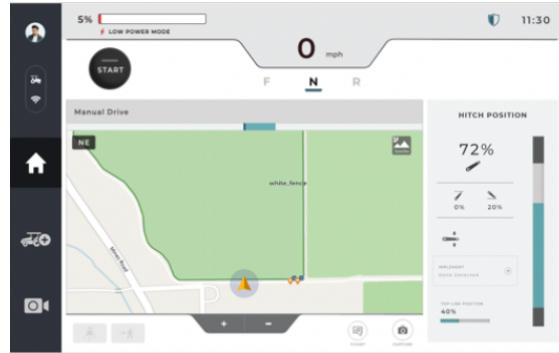 5%
LOW POWER MODE
11:30
START
0 mph
F N R
Manual Drive
NE
white_fence
HITCH POSITION
72%
0% 20%
IMPLEMENT
TOP LINK POSITION
40%
+ -